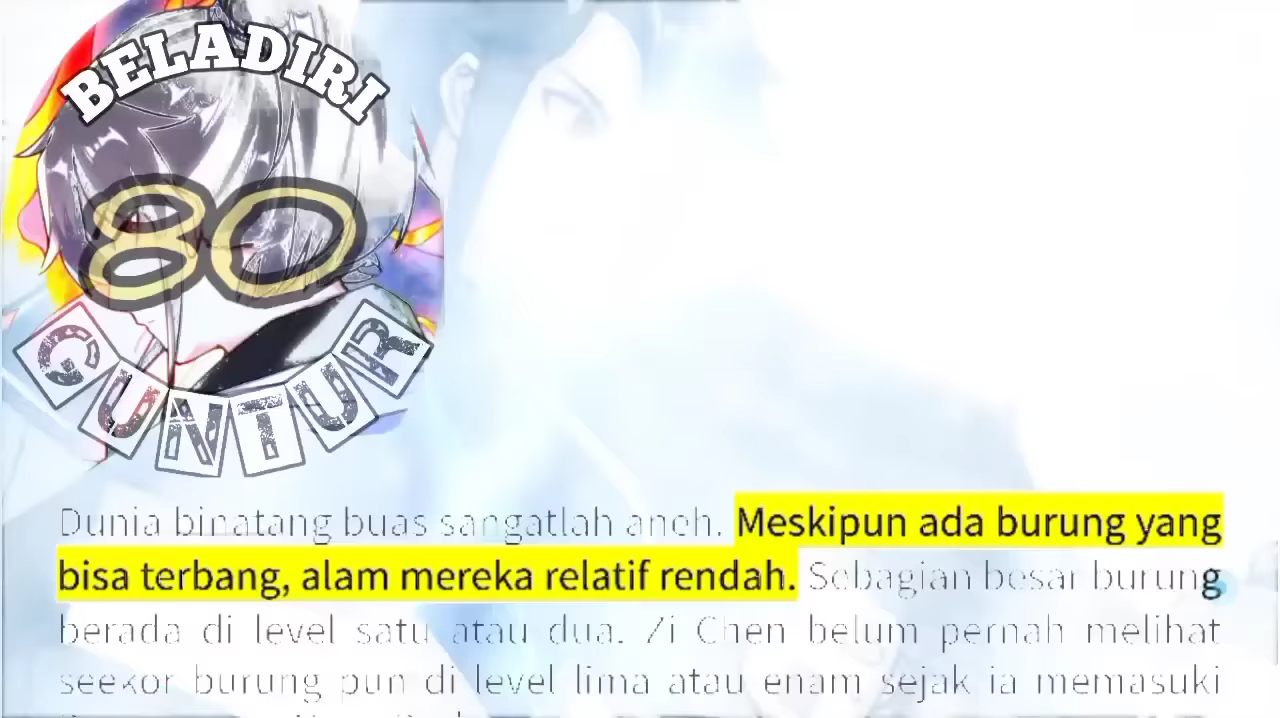 BELADIRI
80
GUNTUR
Dunia binatang buas sangatlah aneh. Meskipun ada burung yang
bisa terbang, alam mereka relatif rendah. Sebagian besar burung
berada di level satu atau dua. Zi Chen belum pernah melihat
seekor burung pun di level lima atau enam sejak ia memasuki